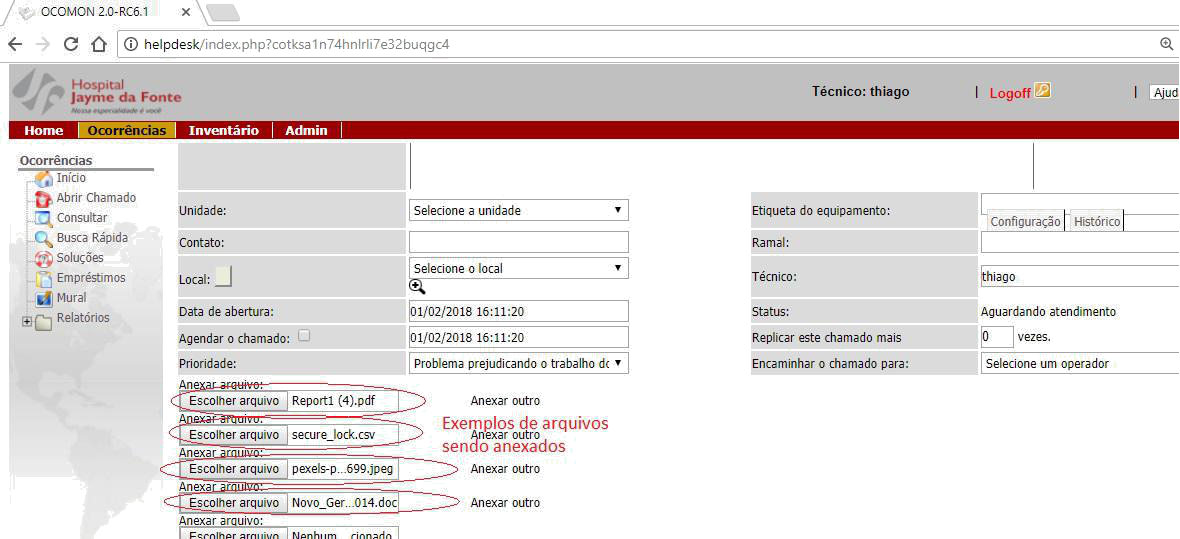 OCOMON 2.0-RC6.1
helpdesk/index.php?cotksa1n74hnlrli7e32buqgc4
Hospital
Jayme da Fonte
Nossa especialidade é você
Técnico: thiago | Logoff | Ajud
Home Ocorrências Inventário Admin
Ocorrências
Início
Abrir Chamado
Consultar
Busca Rápida
Soluções
Empréstimos
Mural
Relatórios
Unidade: Selecione a unidade Etiqueta do equipamento:
Configuração Histórico
Contato: Ramal:
Local: Selecione o local Técnico: thiago
Data de abertura: 01/02/2018 16:11:20 Status: Aguardando atendimento
Agendar o chamado: 01/02/2018 16:11:20 Replicar este chamado mais 0 vezes.
Prioridade: Problema prejudicando o trabalho do Encaminhar o chamado para: Selecione um operador
Anexar arquivo:
Escolher arquivo Report1 (4).pdf Anexar outro
Anexar arquivo:
Escolher arquivo secure_lock.csv Anexar outro
Anexar arquivo:
Escolher arquivo pexels-p...699.jpeg Anexar outro
Anexar arquivo:
Escolher arquivo Novo_Ger...014.doc Anexar outro
Anexar arquivo:
Escolher arquivo Nenhum...cionado
Exemplos de arquivos
sendo anexados